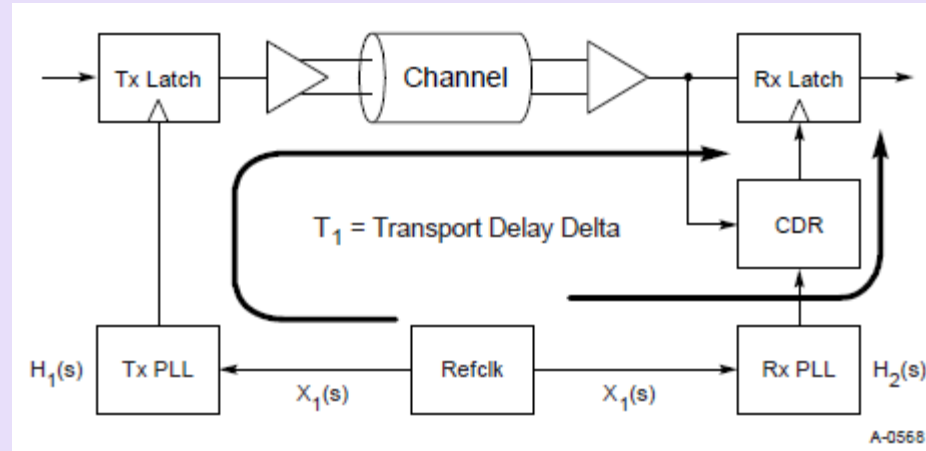 Tx Latch
Channel
Rx Latch
T1 = Transport Delay Delta
CDR
H1(s)
Tx PLL
X1(s)
Refclk
X1(s)
Rx PLL
H2(s)
A-0568